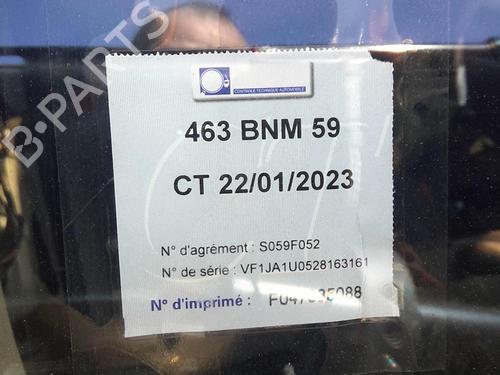 B-PARTS
CONTROLE TECHNIQUE AUTOMOBILE
463 BNM 59
CT 22/01/2023
N° d'agrément : S059F052
N° de série : VF1JA1U0528163161
N° d'imprimé :